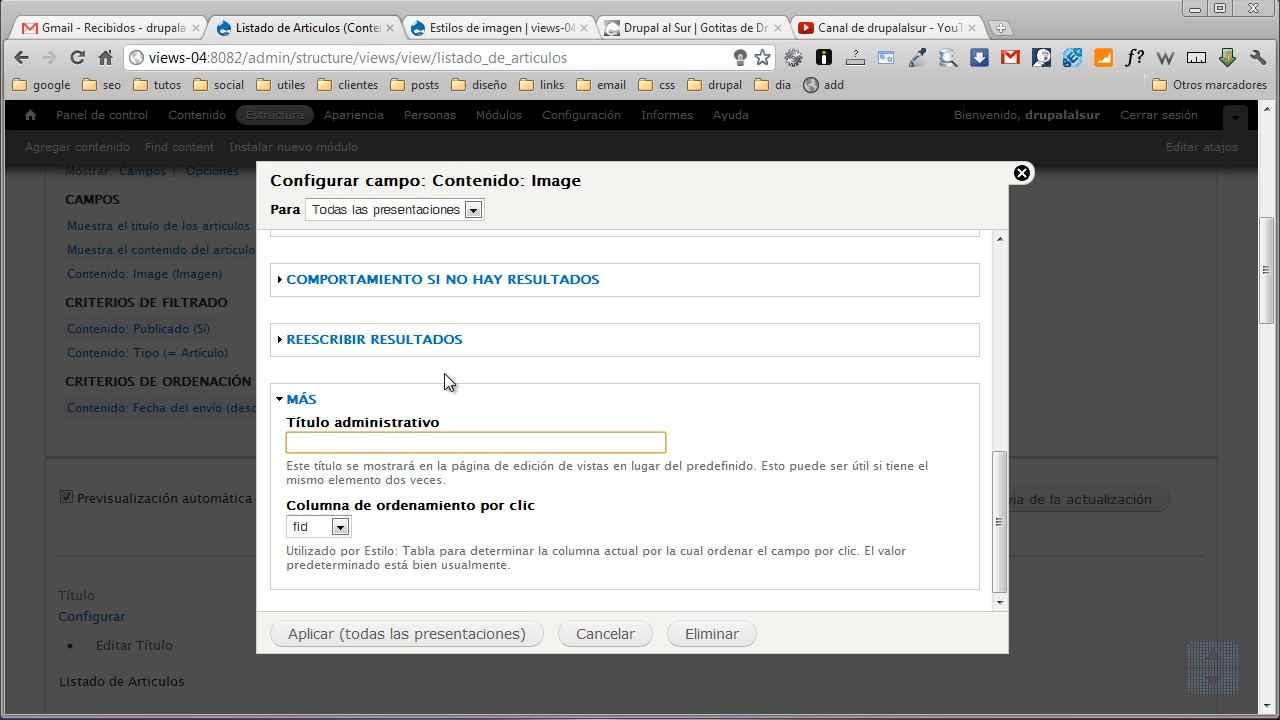 Gmail - Recibidos - drupala
Listado de Articulos (Conte
Estilos de imagen | views-04
Drupal al Sur | Gotitas de Dr
Canal de drupalalsur - YouT
views-04:8082/admin/structure/views/view/listado_de_articulos
google seo tutos social utiles clientes posts diseño links email css drupal dia add Otros marcadores
Panel de control Contenido Estructura Apariencia Personas Módulos Configuración Informes Ayuda Bienvenido, drupalalsur Cerrar sesión
Agregar contenido Find content Instalar nuevo módulo Editar atajos
Mostrar: Campos | Opciones
CAMPOS
Muestra el titulo de los articulos
Muestra el contenido del articulo
Contenido: Image (Imagen)
CRITERIOS DE FILTRADO
Contenido: Publicado (Sí)
Contenido: Tipo (= Artículo)
CRITERIOS DE ORDENACIÓN
Contenido: Fecha del envío (desc
Previsualización automática
via de la actualización
Título
Configurar
Editar Título
Listado de Articulos
Configurar campo: Contenido: Image
Para Todas las presentaciones
COMPORTAMIENTO SI NO HAY RESULTADOS
REESCRIBIR RESULTADOS
MÁS
Título administrativo
Este título se mostrará en la página de edición de vistas en lugar del predefinido. Esto puede ser útil si tiene el
mismo elemento dos veces.
Columna de ordenamiento por clic
fid
Utilizado por Estilo: Tabla para determinar la columna actual por la cual ordenar el campo por clic. El valor
predeterminado está bien usualmente.
Aplicar (todas las presentaciones) Cancelar Eliminar